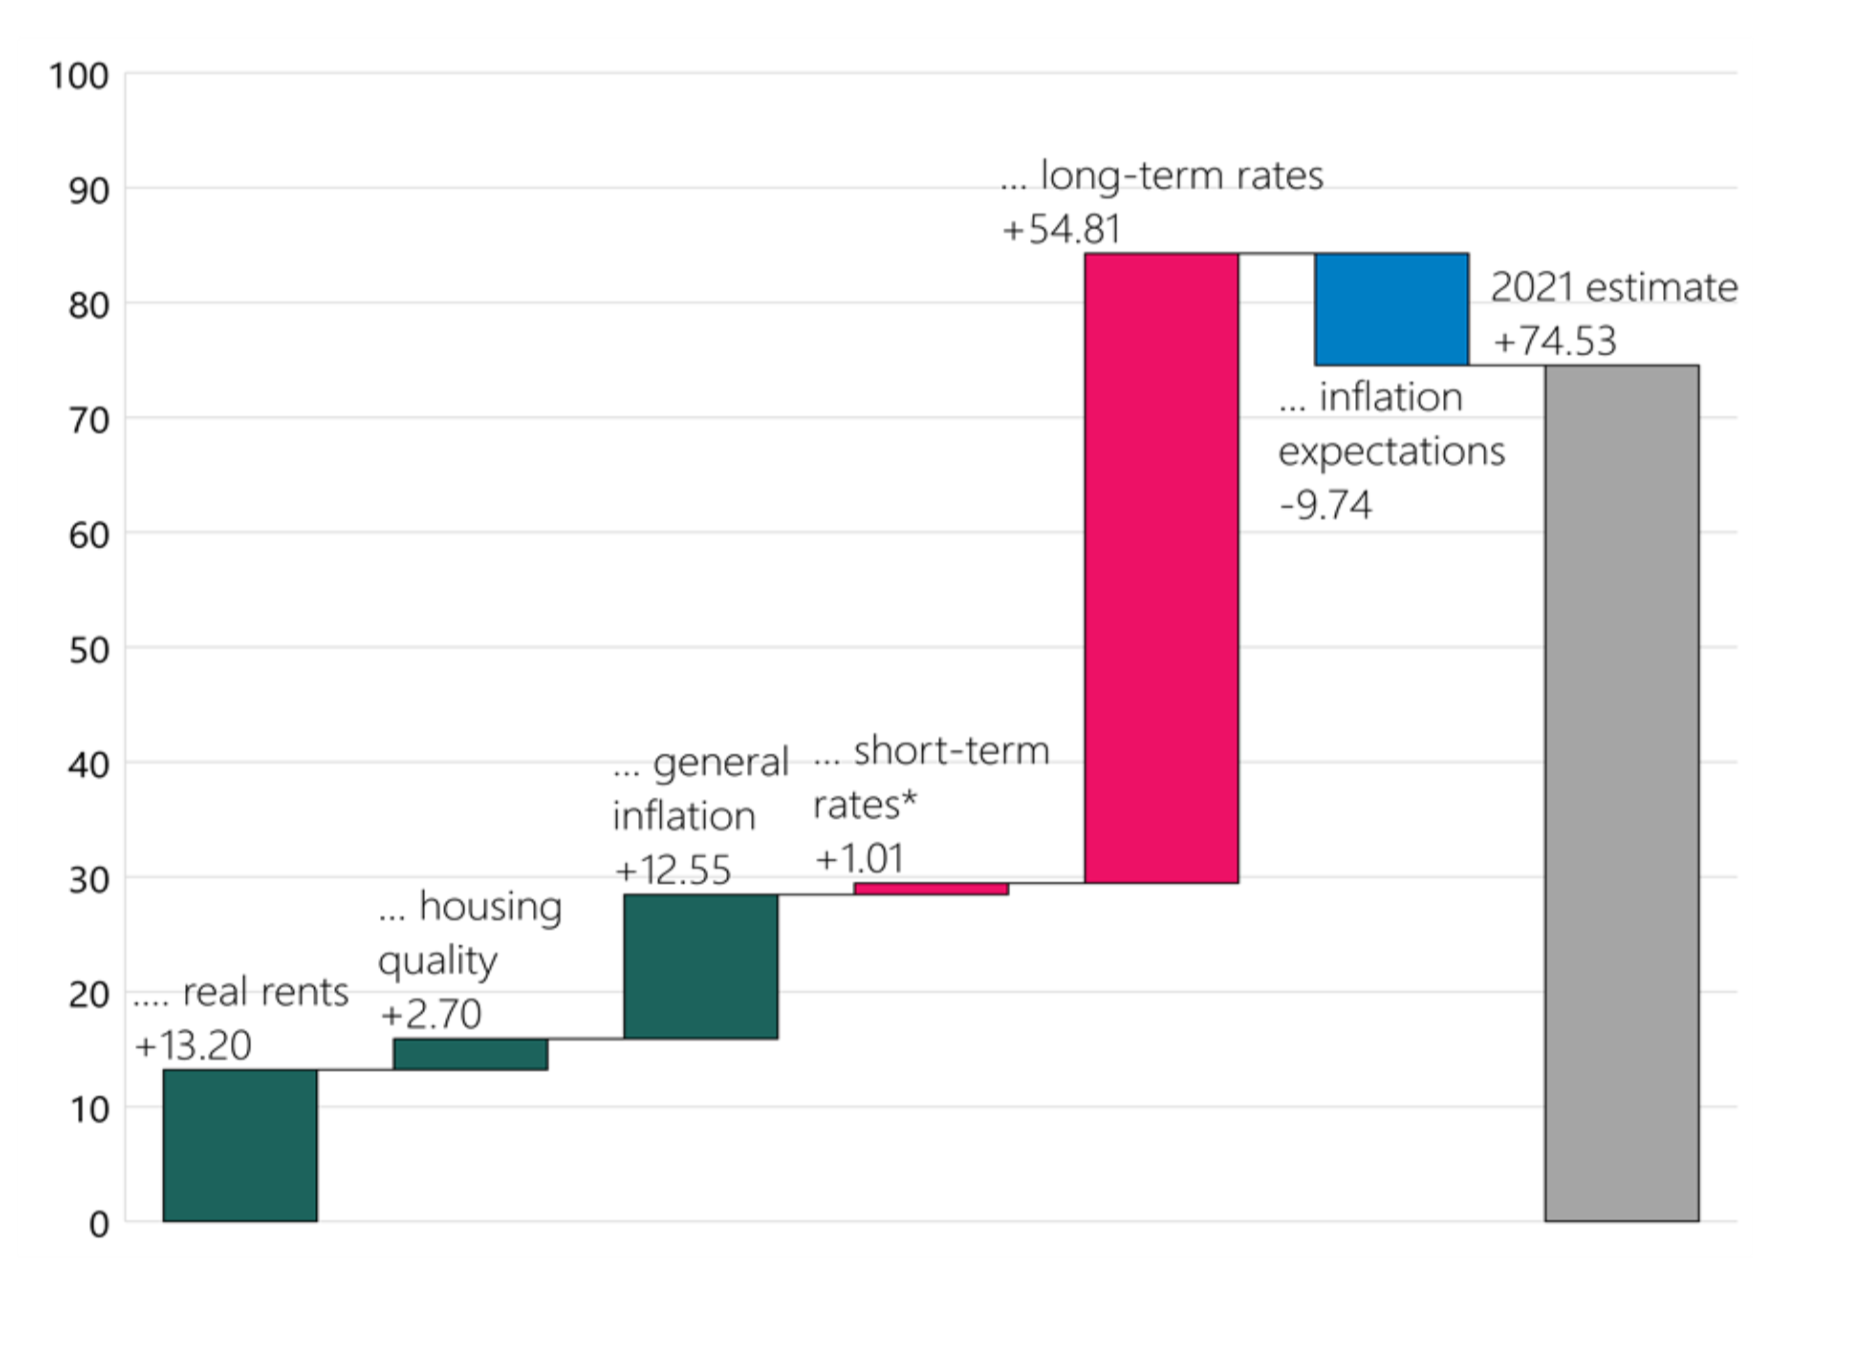 100
90
80
70
60
50
40
30
20
10
0
.... real rents
+13.20
... housing
quality
+2.70
... general
inflation
+12.55
... short-term
rates*
+1.01
... long-term rates
+54.81
... inflation
expectations
-9.74
2021 estimate
+74.53